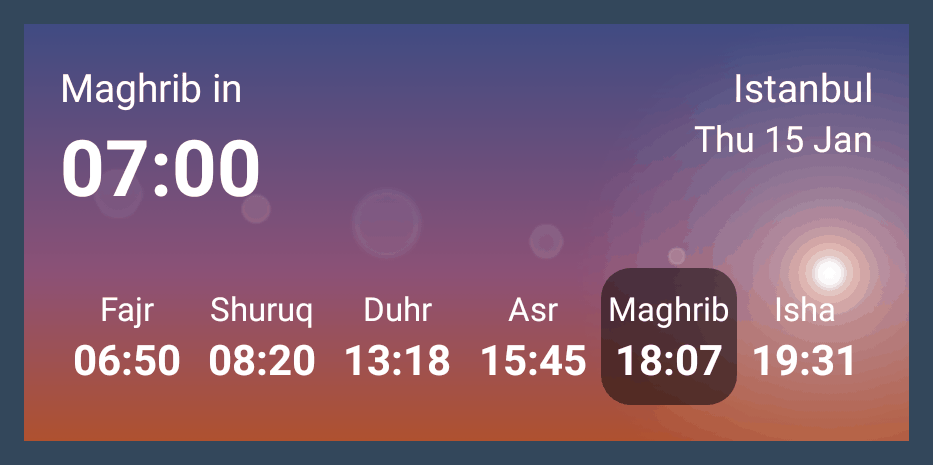 Maghrib in
07:00
Istanbul
Thu 15 Jan
Fajr Shuruq Duhr Asr Maghrib Isha
06:50 08:20 13:18 15:45 18:07 19:31